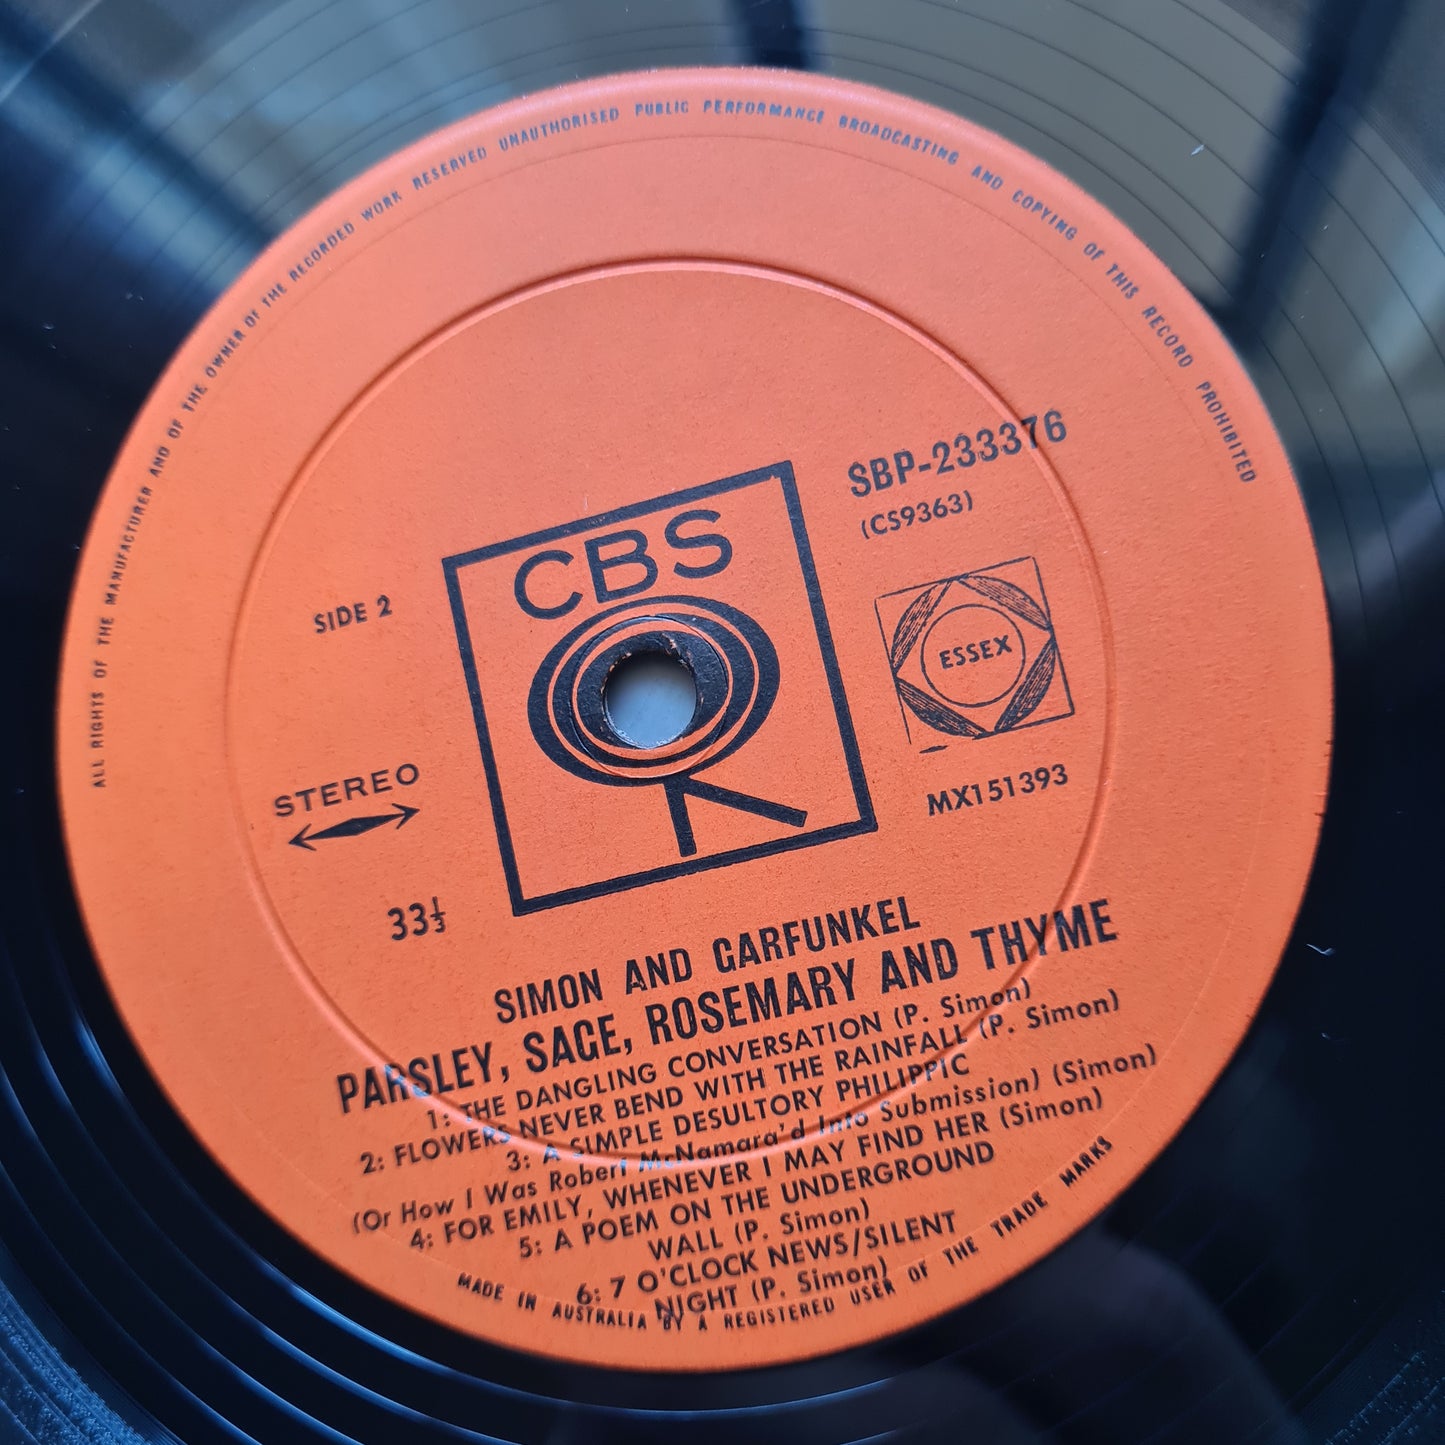 ALL RIGHTS OF THE MANUFACTURER AND OF THE OWNER OF THE RECORDED WORK RESERVED UNAUTHORISED PUBLIC PERFORMANCE BROADCASTING AND COPYING OF THIS RECORD PROHIBITED
SBP-233376
(CS9363)
CBS
SIDE 2
ESSEX
STEREO
MX151393
33⅓
SIMON AND GARFUNKEL
PARSLEY, SAGE, ROSEMARY AND THYME
1: THE DANGLING CONVERSATION (P. Simon)
2: FLOWERS NEVER BEND WITH THE RAINFALL (P. Simon)
3: A SIMPLE DESULTORY PHILIPPIC
(Or How I Was Robert McNamara'd Into Submission) (Simon)
4: FOR EMILY, WHENEVER I MAY FIND HER (Simon)
5: A POEM ON THE UNDERGROUND
WALL (P. Simon)
6: 7 O'CLOCK NEWS/SILENT
NIGHT (P. Simon)
MADE IN AUSTRALIA BY A REGISTERED USER OF THE TRADE MARKS